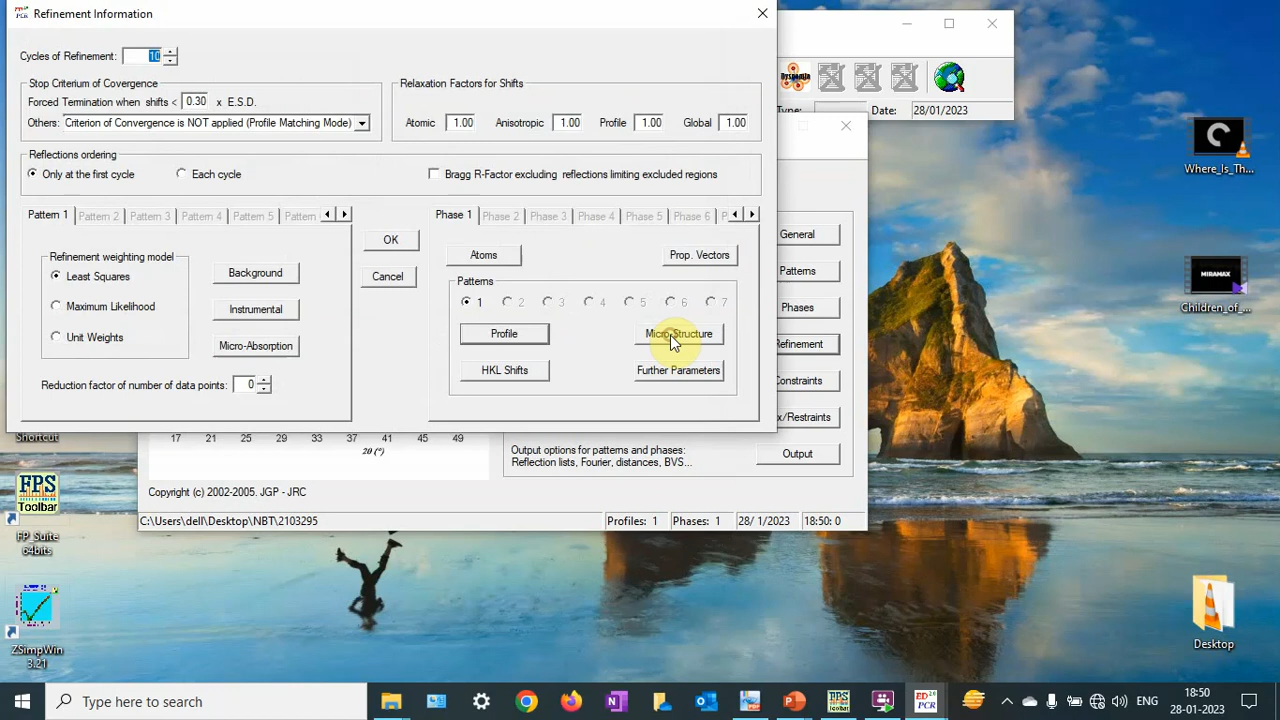 Refinement Information
Cycles of Refinement: 10
Stop Criterium of Convergence
Forced Termination when shifts < 0.30 x E.S.D.
Others: Criterion of Convergence is NOT applied (Profile Matching Mode)
Relaxation Factors for Shifts
Atomic 1.00 Anisotropic 1.00 Profile 1.00 Global 1.00
Reflections ordering
Only at the first cycle Each cycle
Bragg R-Factor excluding reflections limiting excluded regions
Pattern 1 Pattern 2 Pattern 3 Pattern 4 Pattern 5 Pattern
Refinement weighting model
Least Squares
Maximum Likelihood
Unit Weights
Background
Instrumental
Micro-Absorption
Reduction factor of number of data points: 0
OK
Cancel
Phase 1 Phase 2 Phase 3 Phase 4 Phase 5 Phase 6 P
Atoms Prop. Vectors
Patterns
1 2 3 4 5 6 7
Profile Micro-Structure
HKL Shifts Further Parameters
Dysnomia
Type: Date: 28/01/2023
General
Patterns
Phases
Refinement
Constraints
x/Restraints
Output
17 21 25 29 33 37 41 45 49
2θ (°)
Output options for patterns and phases:
Reflection lists, Fourier, distances, BVS...
Copyright (c) 2002-2005. JGP - JRC
C:\Users\dell\Desktop\NBT\2103295 Profiles: 1 Phases: 1 28/ 1/2023 18:50: 0
Shortcut
FPS
Toolbar
FP_Suite
64bits
ZSimpWin
3.21
Where_Is_Th...
MIRAMAX
Children_of_...
Desktop
Type here to search
ED 2.0
PCR
ENG
18:50
28-01-2023